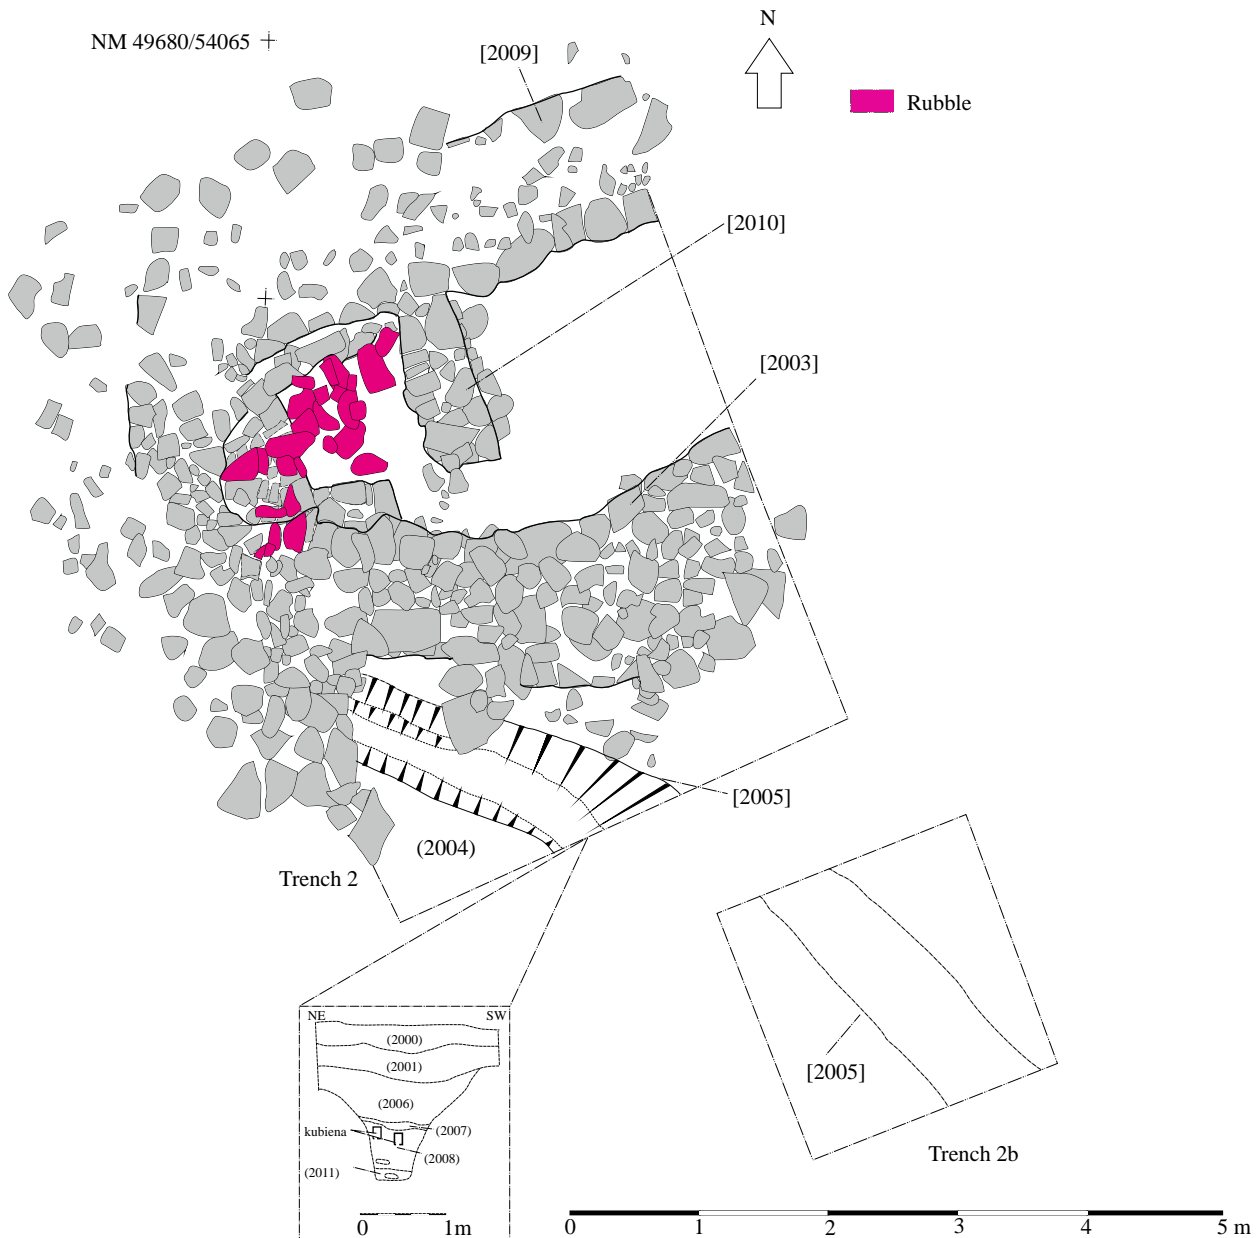 N
NM 49680/54065
[2009]
Rubble
[2010]
[2003]
[2005]
(2004)
Trench 2
NE
SW
(2000)
(2001)
(2006)
kubiena
(2007)
(2008)
(2011)
0 1m
[2005]
Trench 2b
0 1 2 3 4 5 m